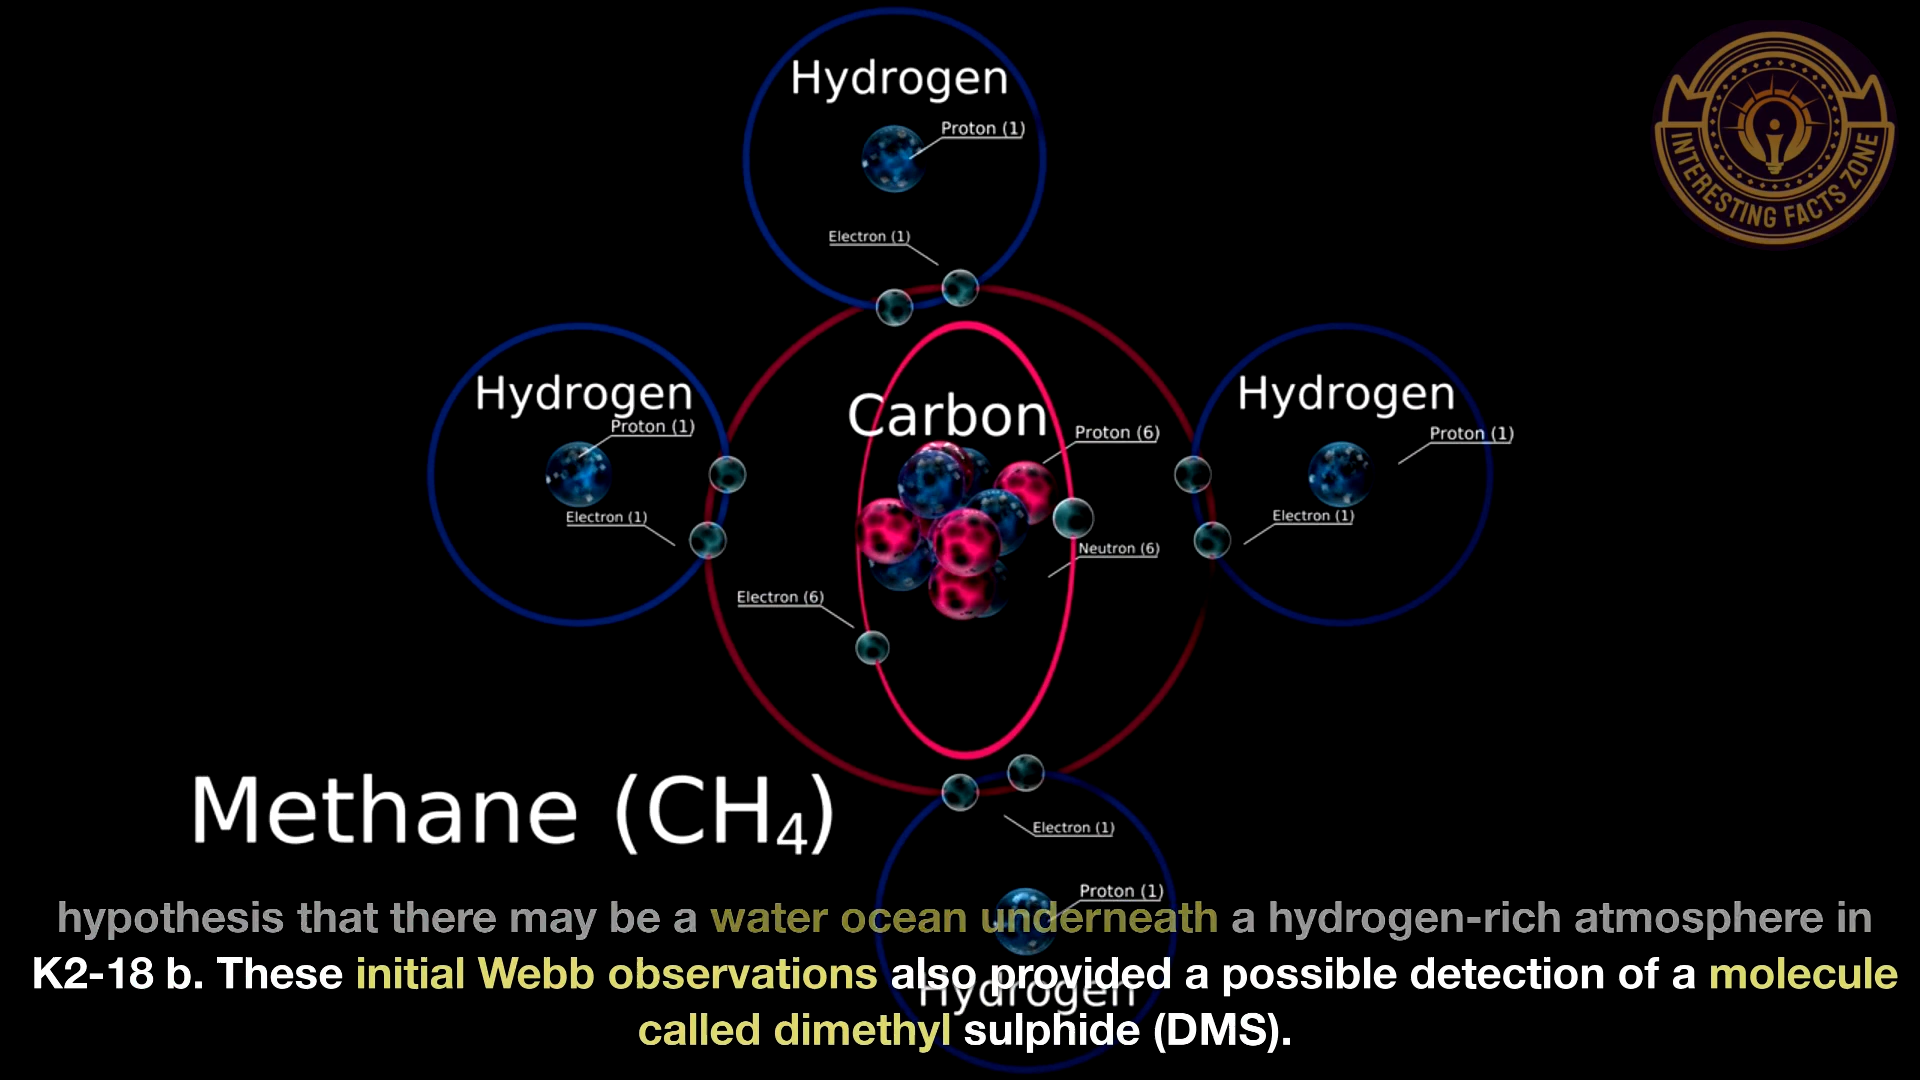 Hydrogen
Proton (1)
Electron (1)
INTERESTING FACTS ZONE
Hydrogen
Proton (1)
Electron (1)
Carbon
Proton (6)
Neutron (6)
Electron (6)
Hydrogen
Proton (1)
Electron (1)
Methane (CH₄)
Electron (1)
Proton (1)
Hydrogen
hypothesis that there may be a water ocean underneath a hydrogen-rich atmosphere in
K2-18 b. These initial Webb observations also provided a possible detection of a molecule
called dimethyl sulphide (DMS).